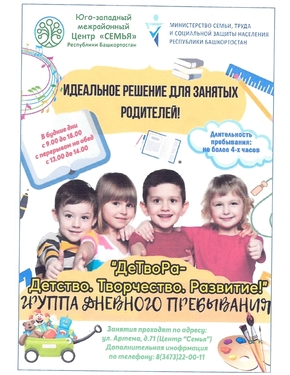 Юго-западный
межрайонный
Центр «СЕМЬЯ»
Республики Башкортостан
МИНИСТЕРСТВО СЕМЬИ, ТРУДА
И СОЦИАЛЬНОЙ ЗАЩИТЫ НАСЕЛЕНИЯ
РЕСПУБЛИКИ БАШКОРТОСТАН
ИДЕАЛЬНОЕ РЕШЕНИЕ ДЛЯ ЗАНЯТЫХ
РОДИТЕЛЕЙ!
В будние дни
с 9.00 до 18.00
с перерывом на обед
с 13.00 до 14.00
Длительность
пребывания:
не более 4-х часов
"ДеТвоРа-
Детство. Творчество. Развитие!"
ГРУППА ДНЕВНОГО ПРЕБЫВАНИЯ
Занятия проходят по адресу:
ул. Артема, д.71 (Центр "Семья")
Дополнительная информация
по телефону: 8(3473)22-00-11